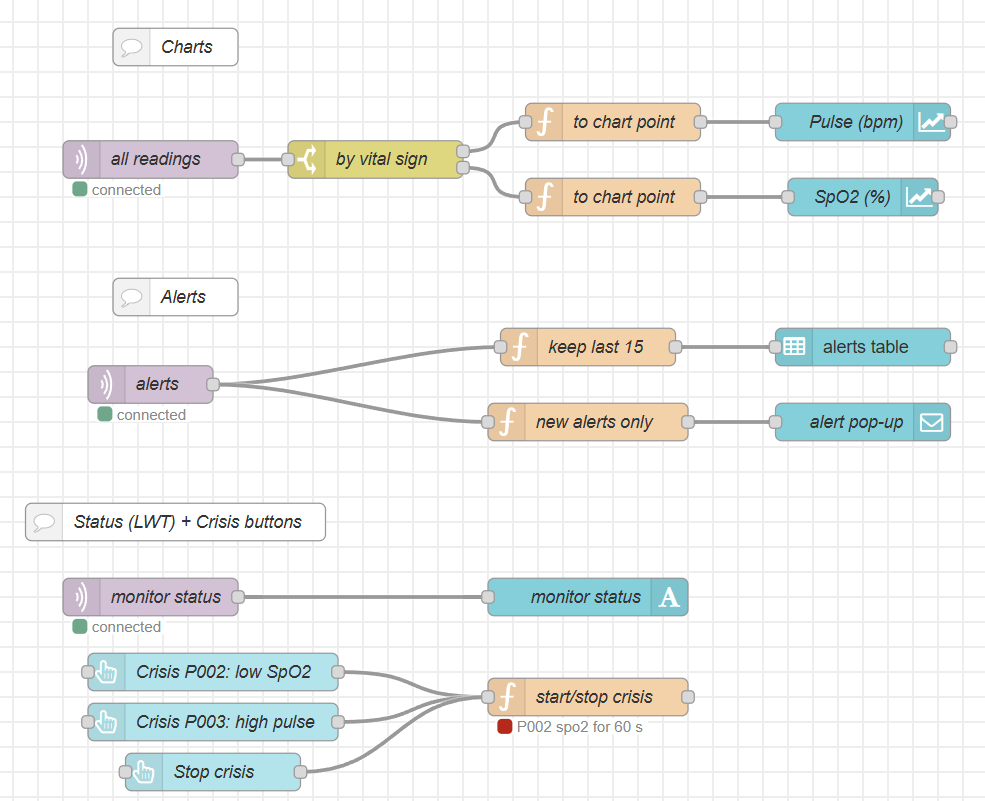 Charts
to chart point
Pulse (bpm)
all readings
by vital sign
connected
to chart point
SpO2 (%)
Alerts
keep last 15
alerts table
alerts
connected
new alerts only
alert pop-up
Status (LWT) + Crisis buttons
monitor status
monitor status
A
connected
Crisis P002: low SpO2
start/stop crisis
P002 spo2 for 60 s
Crisis P003: high pulse
Stop crisis